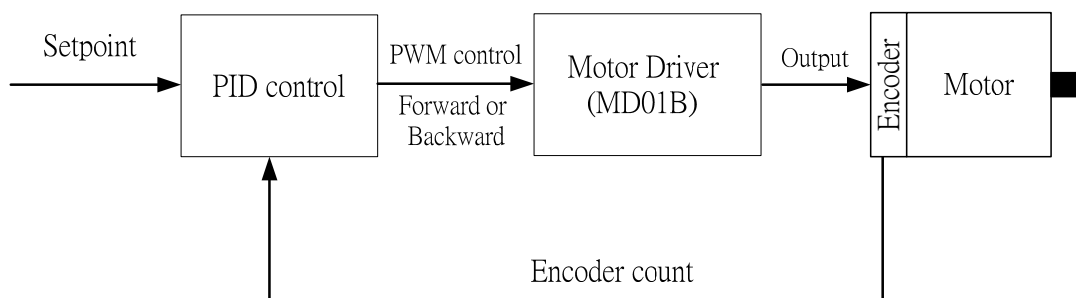 Setpoint
PID control
PWM control
Forward or
Backward
Motor Driver
(MD01B)
Output
Encoder
Motor
Encoder count